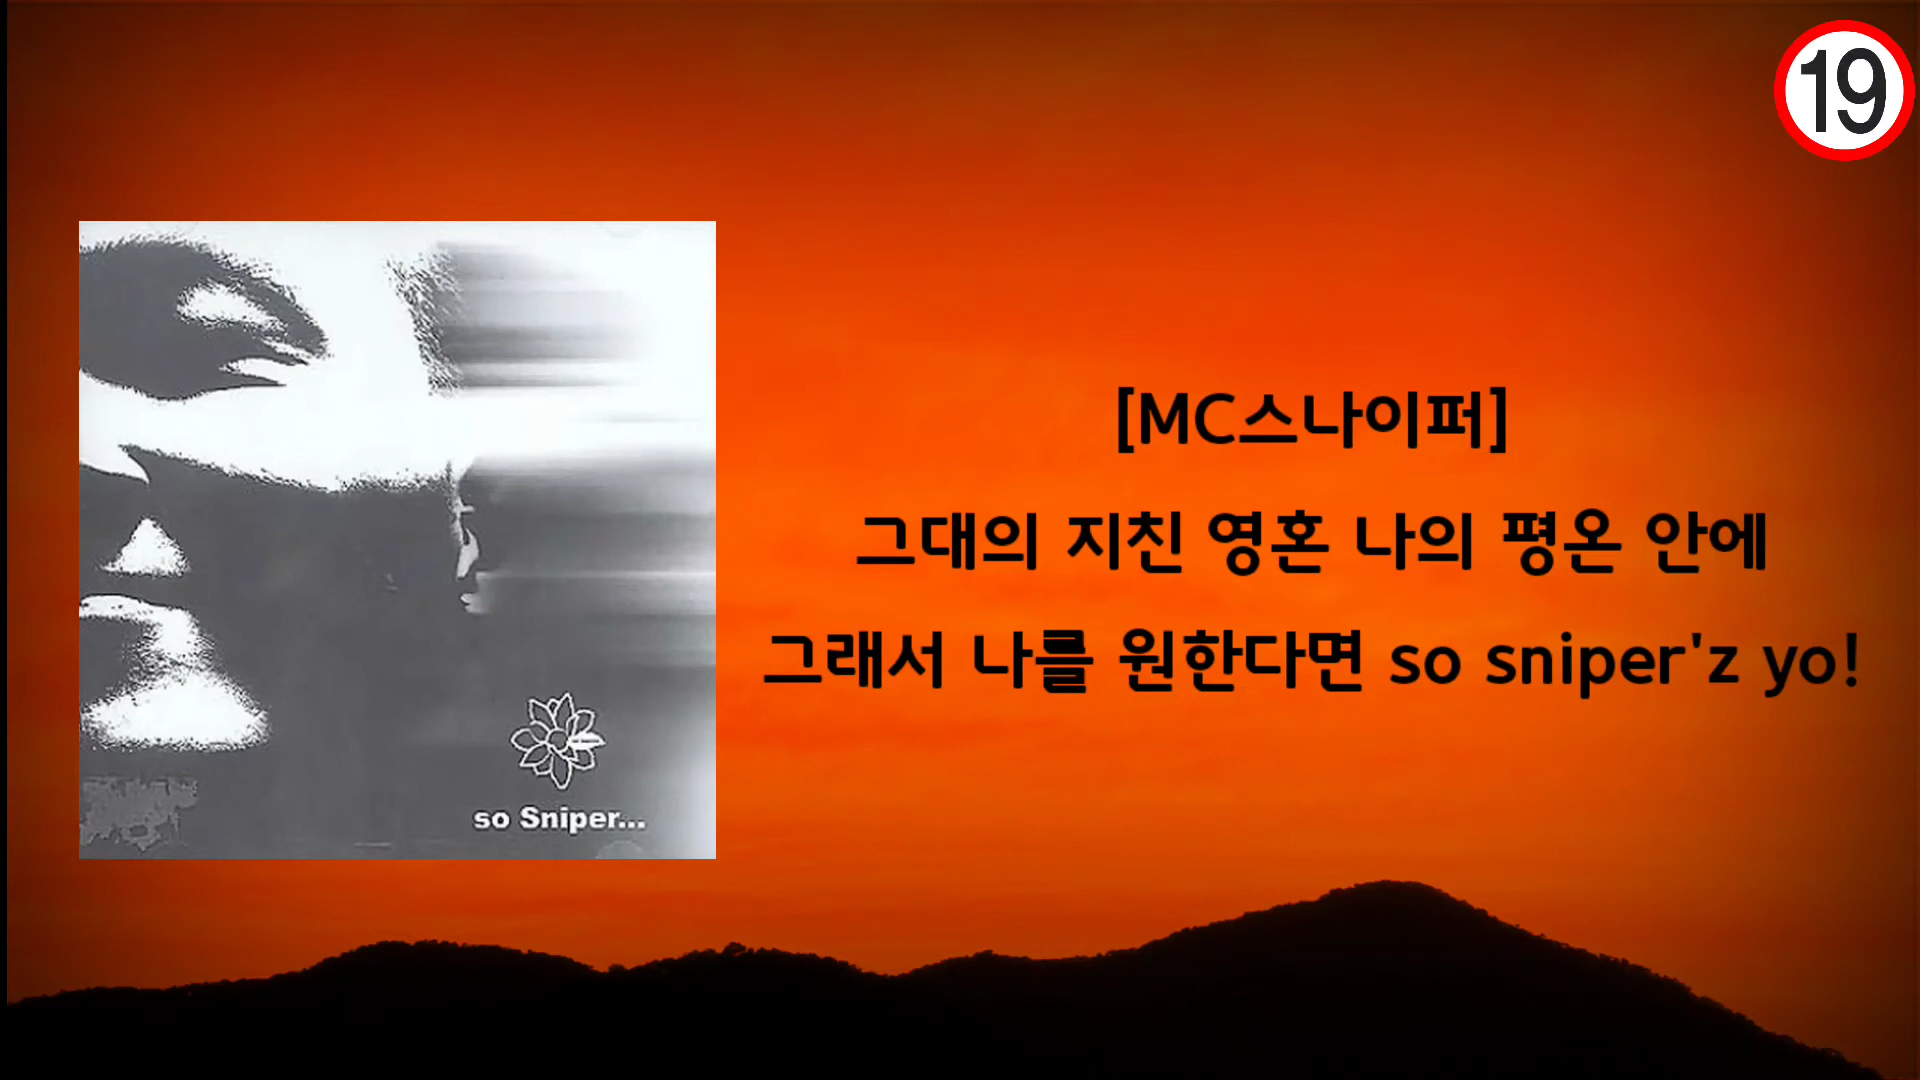 19
[MC스나이퍼]
그대의 지친 영혼 나의 평온 안에
그래서 나를 원한다면 so sniper'z yo!
so Sniper...